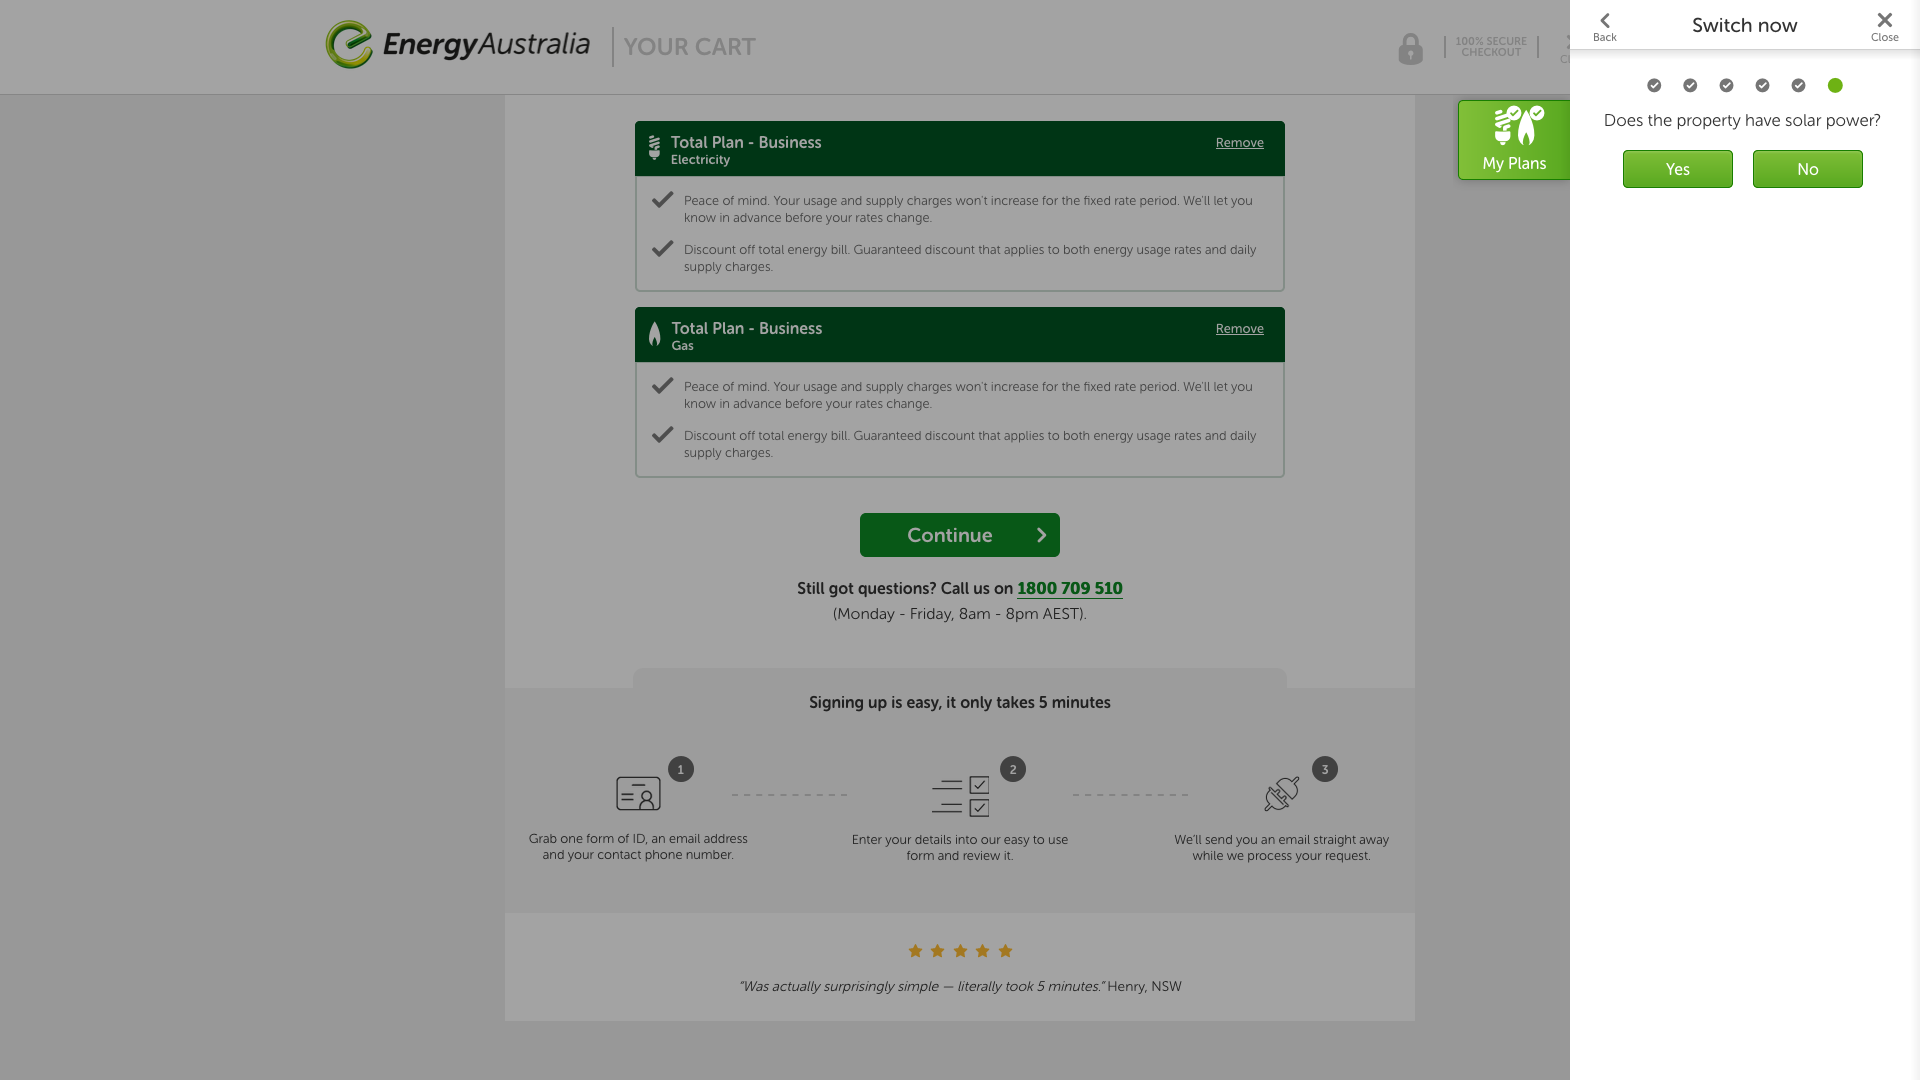 EnergyAustralia
YOUR CART
100% SECURE
CHECKOUT
Back
Switch now
Close
Does the property have solar power?
Yes
No
My Plans
Total Plan - Business
Electricity
Remove
Peace of mind. Your usage and supply charges won't increase for the fixed rate period. We'll let you
know in advance before your rates change.
Discount off total energy bill. Guaranteed discount that applies to both energy usage rates and daily
supply charges.
Total Plan - Business
Gas
Remove
Peace of mind. Your usage and supply charges won't increase for the fixed rate period. We'll let you
know in advance before your rates change.
Discount off total energy bill. Guaranteed discount that applies to both energy usage rates and daily
supply charges.
Continue
Still got questions? Call us on 1800 709 510
(Monday - Friday, 8am - 8pm AEST).
Signing up is easy, it only takes 5 minutes
1
2
3
Grab one form of ID, an email address
and your contact phone number.
Enter your details into our easy to use
form and review it.
We'll send you an email straight away
while we process your request.
"Was actually surprisingly simple — literally took 5 minutes." Henry, NSW